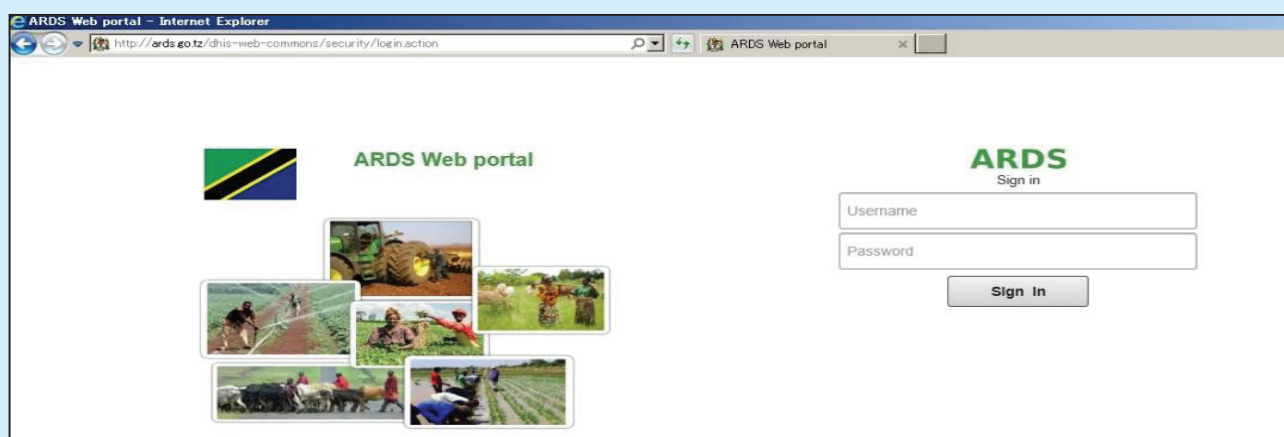 ARDS Web portal - Internet Explorer
http://ards.go.tz/dhis-web-commons/security/login.action
ARDS Web portal
ARDS Web portal
ARDS
Sign in
Username
Password
Sign In